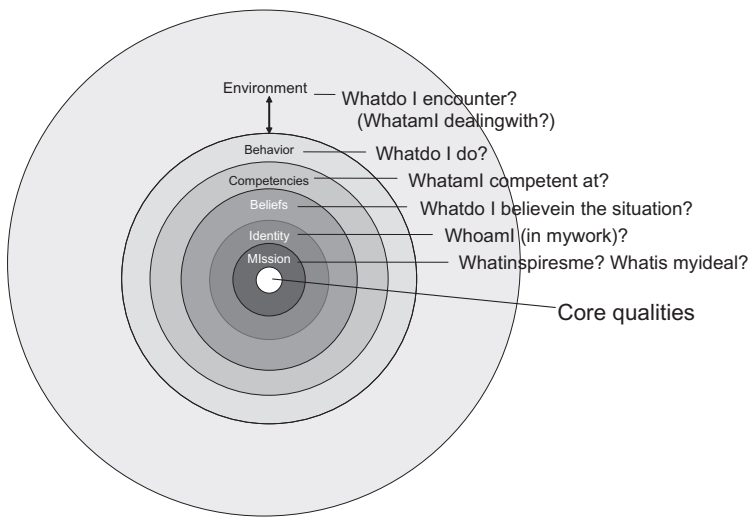 Environment
Whatdo I encounter?
(WhatamI dealingwith?)
Behavior
Whatdo I do?
Competencies
WhatamI competent at?
Beliefs
Whatdo I believein the situation?
Identity
WhoamI (in mywork)?
MIssion
Whatinspiresme? Whatis myideal?
Core qualities